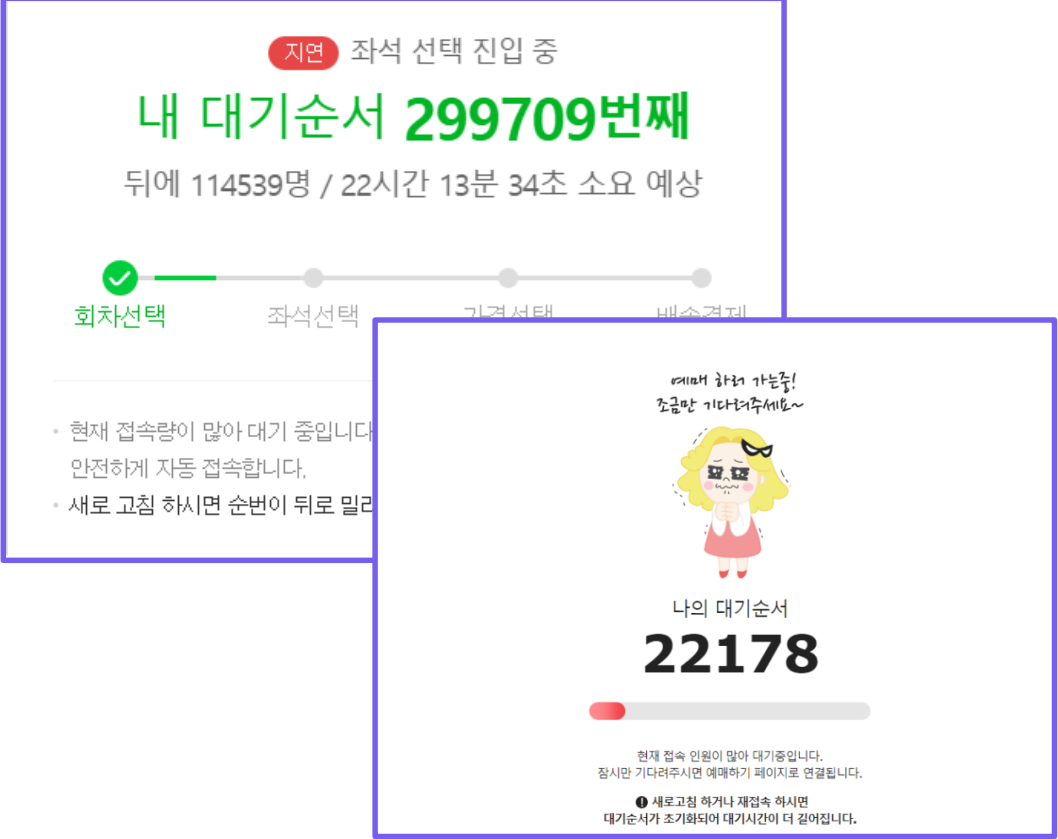 지연 좌석 선택 진입 중
내 대기순서 299709번째
뒤에 114539명 / 22시간 13분 34초 소요 예상
회차선택 좌석선택 가격선택 배송결제
현재 접속량이 많아 대기 중입니다
안전하게 자동 접속합니다.
새로 고침 하시면 순번이 뒤로
예매 하러 가는중!
조금만 기다려주세요~
나의 대기순서
22178
현재 접속 인원이 많아 대기중입니다.
잠시만 기다려주시면 예매하기 페이지로 연결됩니다.
새로고침 하거나 재접속 하시면
대기순서가 초기화되어 대기시간이 더 길어집니다.